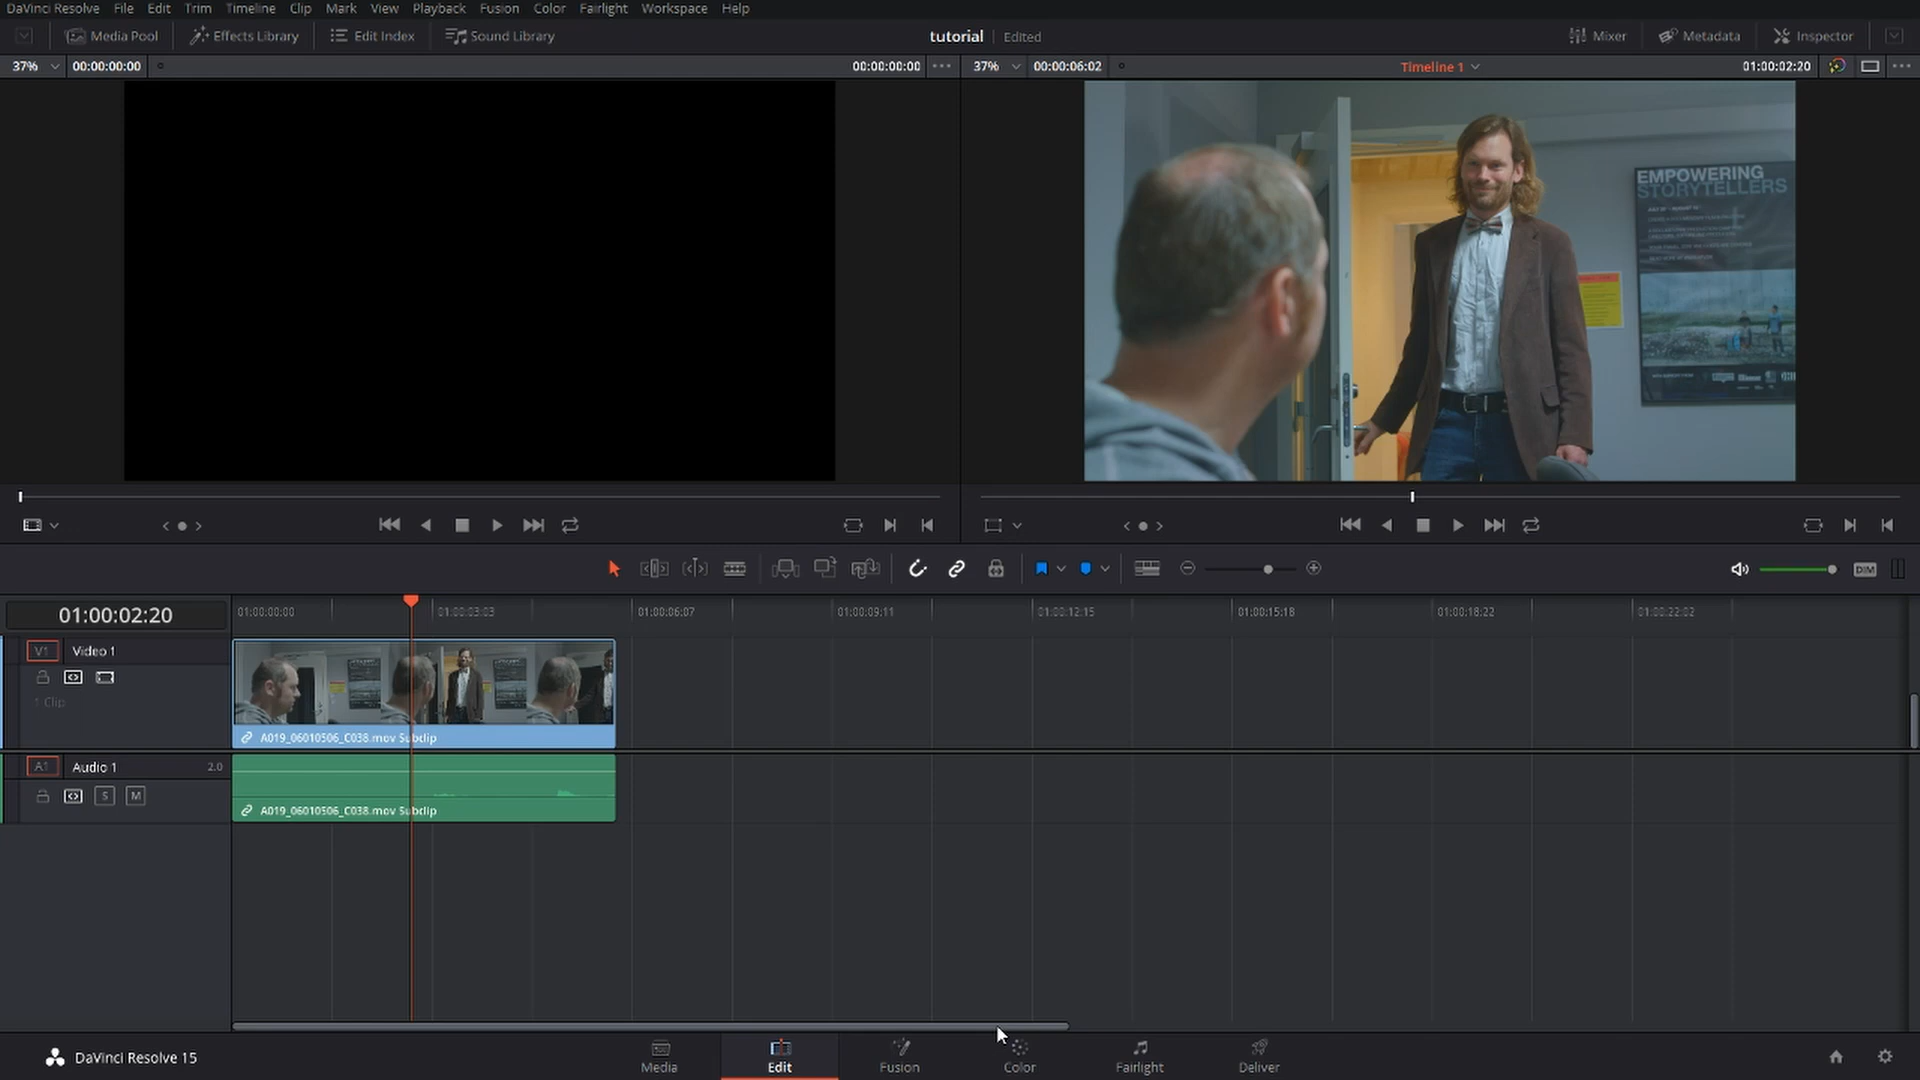 DaVinci Resolve File Edit Trim Timeline Clip Mark View Playback Fusion Color Fairlight Workspace Help
Media Pool Effects Library Edit Index Sound Library tutorial Edited Mixer Metadata Inspector
37% 00:00:00:00 00:00:00:00 37% 00:00:06:02 Timeline 1 01:00:02:20
EMPOWERING
STORYTELLERS
DIM
01:00:02:20
01:00:00:00 01:00:03:03 01:00:06:07 01:00:09:11 01:00:12:15 01:00:15:18 01:00:18:22 01:00:22:02
V1 Video 1
1 Clip
A019_06010506_C038.mov Subclip
A1 Audio 1 2.0
S M
A019_06010506_C038.mov Subclip
DaVinci Resolve 15
Media Edit Fusion Color Fairlight Deliver